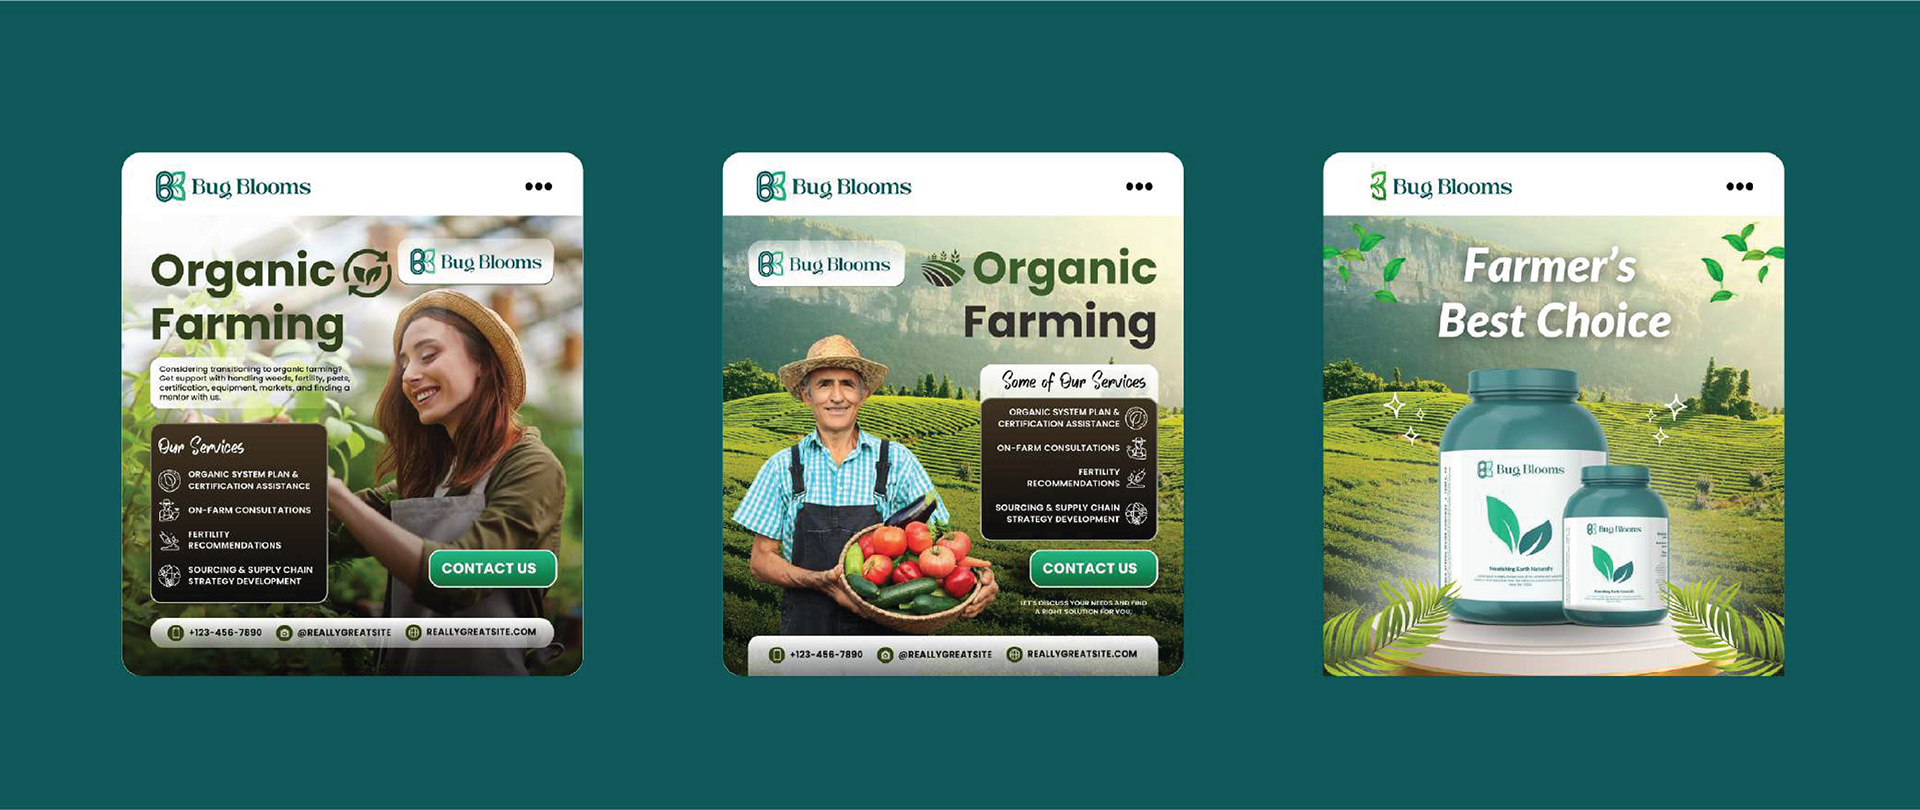 Bug Blooms
Organic
Farming
Bug Blooms
Considering transitioning to organic farming?
Get support with handling weeds, fertility, pests,
certification, equipment, markets, and finding a
mentor with us.
Our Services
ORGANIC SYSTEM PLAN &
CERTIFICATION ASSISTANCE
ON-FARM CONSULTATIONS
FERTILITY
RECOMMENDATIONS
SOURCING & SUPPLY CHAIN
STRATEGY DEVELOPMENT
CONTACT US
+123-456-7890 @REALLYGREATSITE REALLYGREATSITE.COM
Bug Blooms
Bug Blooms
Organic
Farming
Some of Our Services
ORGANIC SYSTEM PLAN &
CERTIFICATION ASSISTANCE
ON-FARM CONSULTATIONS
FERTILITY
RECOMMENDATIONS
SOURCING & SUPPLY CHAIN
STRATEGY DEVELOPMENT
CONTACT US
LET'S DISCUSS YOUR NEEDS AND FIND
A RIGHT SOLUTION FOR YOU,
+123-456-7890 @REALLYGREATSITE REALLYGREATSITE.COM
Bug Blooms
Farmer's
Best Choice
Bug Blooms
Nourishing Earth Naturally
Bug Blooms
Nourishing Earth Naturally